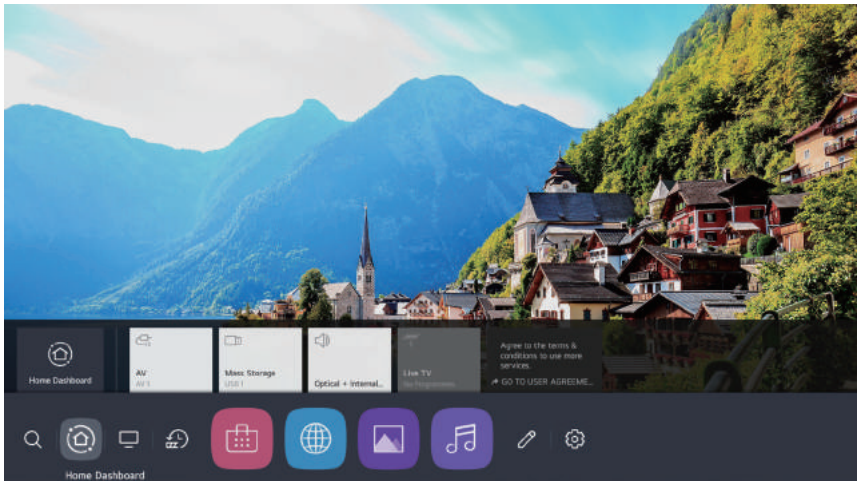 Home Dashboard
AV
AV 1
Mass Storage
USB 1
Optical + Internal...
Live TV
No Programmes
Agree to the terms &
conditions to use more
services.
GO TO USER AGREEME...
Home Dashboard